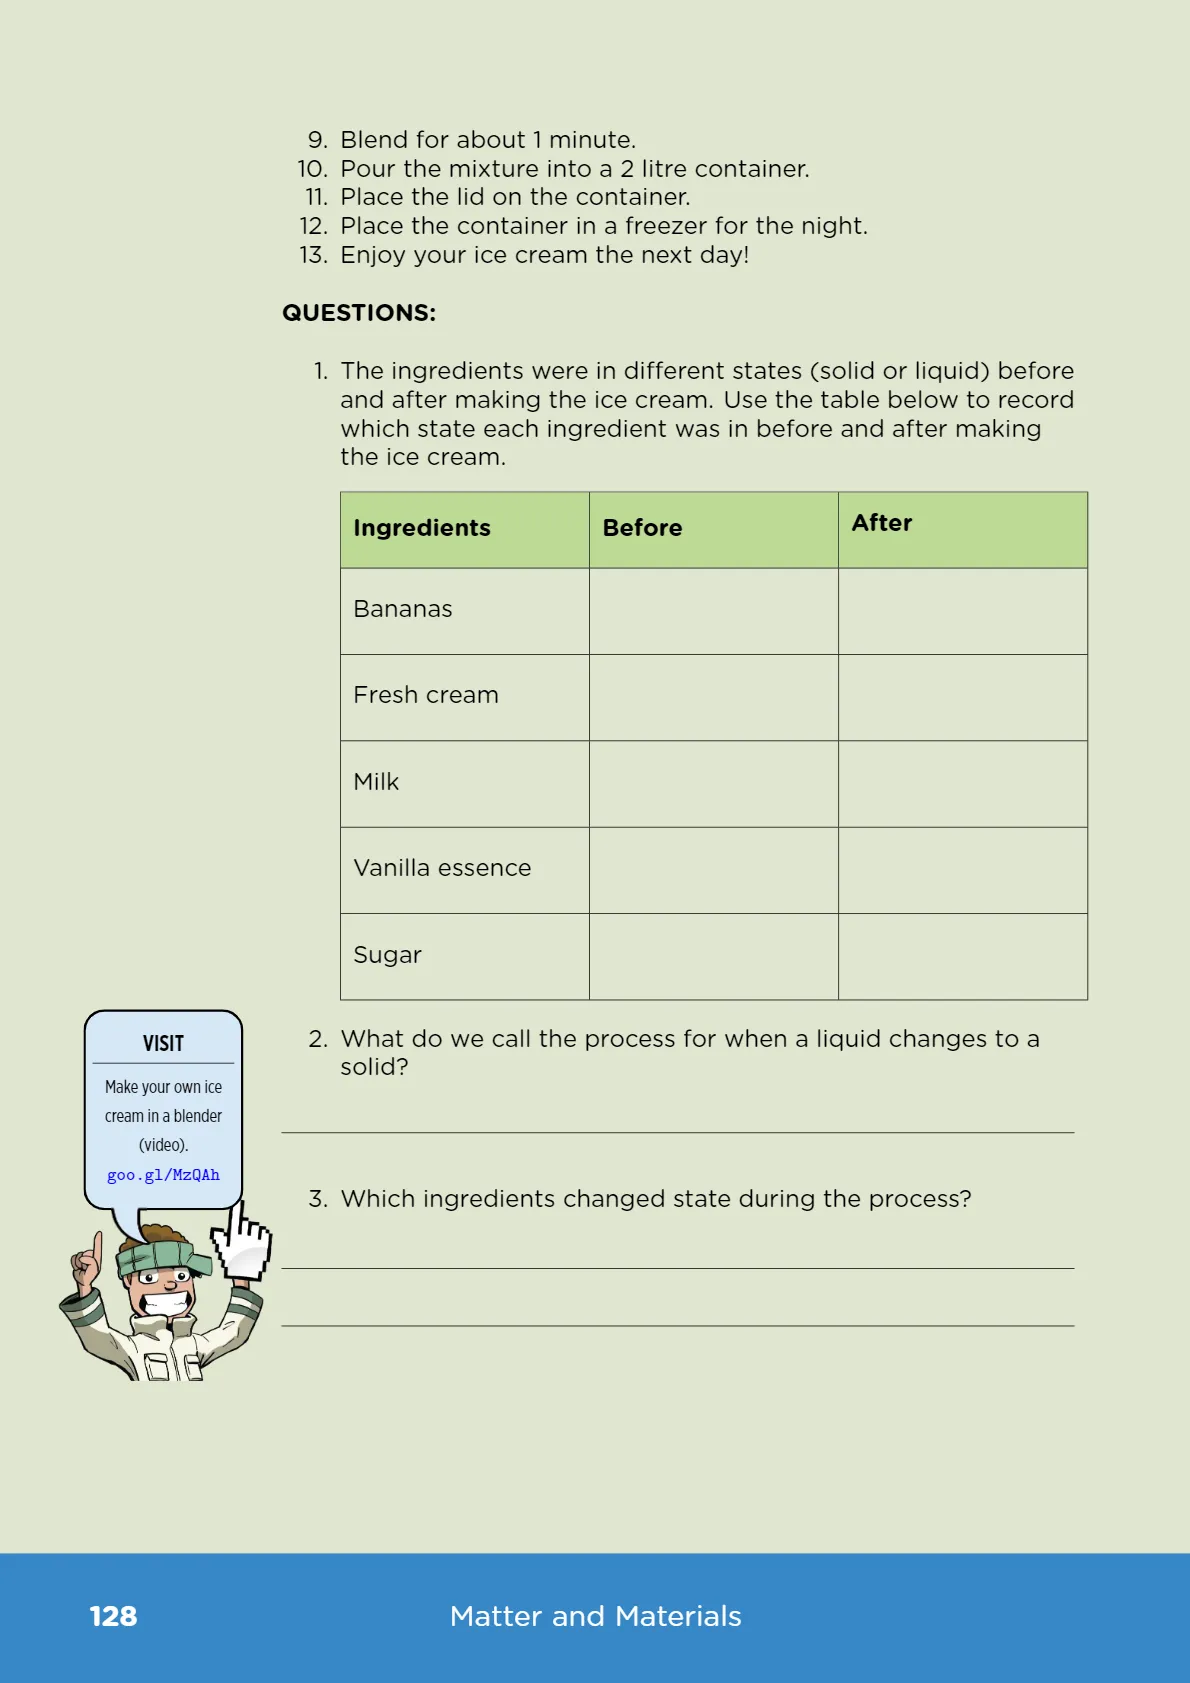 9. Blend for about 1 minute.
10. Pour the mixture into a 2 litre container.
11. Place the lid on the container.
12. Place the container in a freezer for the night.
13. Enjoy your ice cream the next day!
QUESTIONS:
1. The ingredients were in different states (solid or liquid) before
and after making the ice cream. Use the table below to record
which state each ingredient was in before and after making
the ice cream.
Ingredients Before After
Bananas
Fresh cream
Milk
Vanilla essence
Sugar
VISIT
Make your own ice
cream in a blender
(video).
goo.gl/MzQAh
2. What do we call the process for when a liquid changes to a
solid?
3. Which ingredients changed state during the process?
128 Matter and Materials